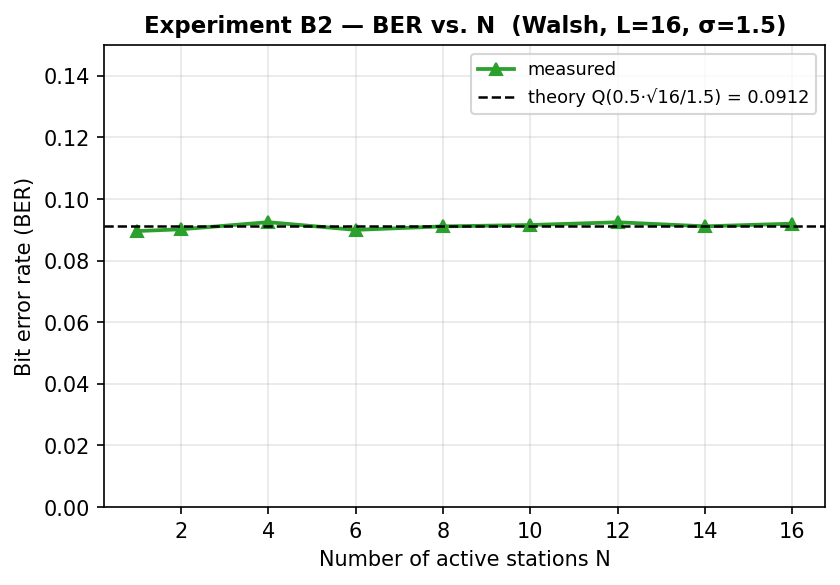 Experiment B2 — BER vs. N  (Walsh, L=16, σ=1.5)
measured
theory Q(0.5·√16/1.5) = 0.0912
Bit error rate (BER)
0.14
0.12
0.10
0.08
0.06
0.04
0.02
0.00
2 4 6 8 10 12 14 16
Number of active stations N